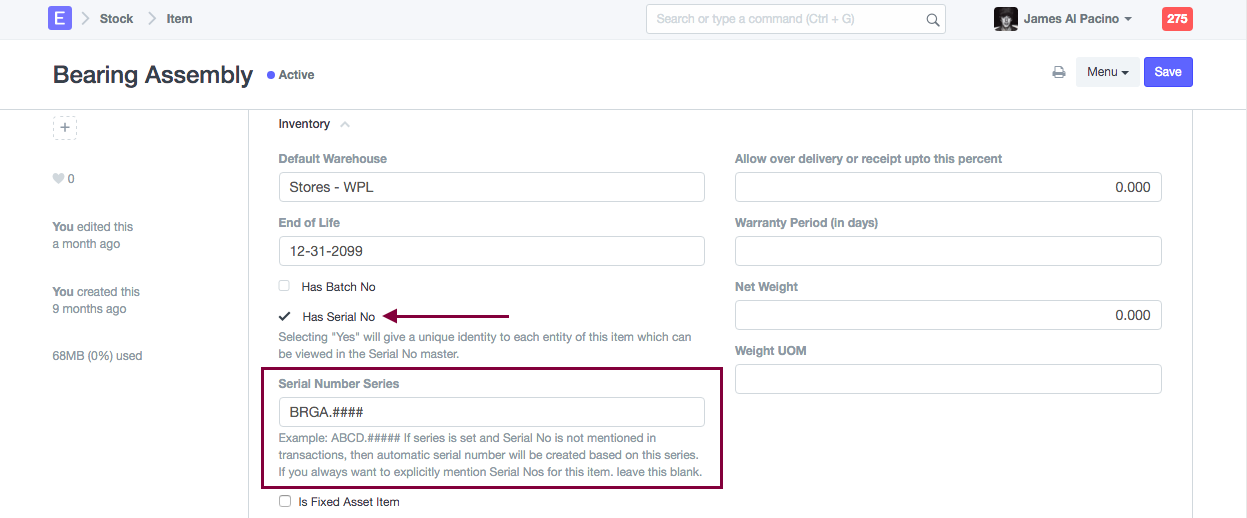 E Stock Item
Search or type a command (Ctrl + G)
James Al Pacino
275
Bearing Assembly
Active
Menu
Save
+
0
You edited this
a month ago
You created this
9 months ago
68MB (0%) used
Inventory
Default Warehouse
Stores - WPL
End of Life
12-31-2099
Has Batch No
Has Serial No
Selecting "Yes" will give a unique identity to each entity of this item which can
be viewed in the Serial No master.
Serial Number Series
BRGA.####
Example: ABCD.##### If series is set and Serial No is not mentioned in
transactions, then automatic serial number will be created based on this series.
If you always want to explicitly mention Serial Nos for this item. leave this blank.
Is Fixed Asset Item
Allow over delivery or receipt upto this percent
0.000
Warranty Period (in days)
Net Weight
0.000
Weight UOM